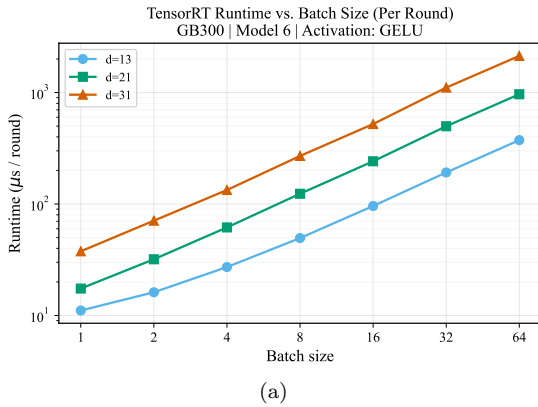 TensorRT Runtime vs. Batch Size (Per Round)
GB300 | Model 6 | Activation: GELU
d=13
d=21
d=31
Runtime (μs / round)
10³
10²
10¹
1 2 4 8 16 32 64
Batch size
(a)